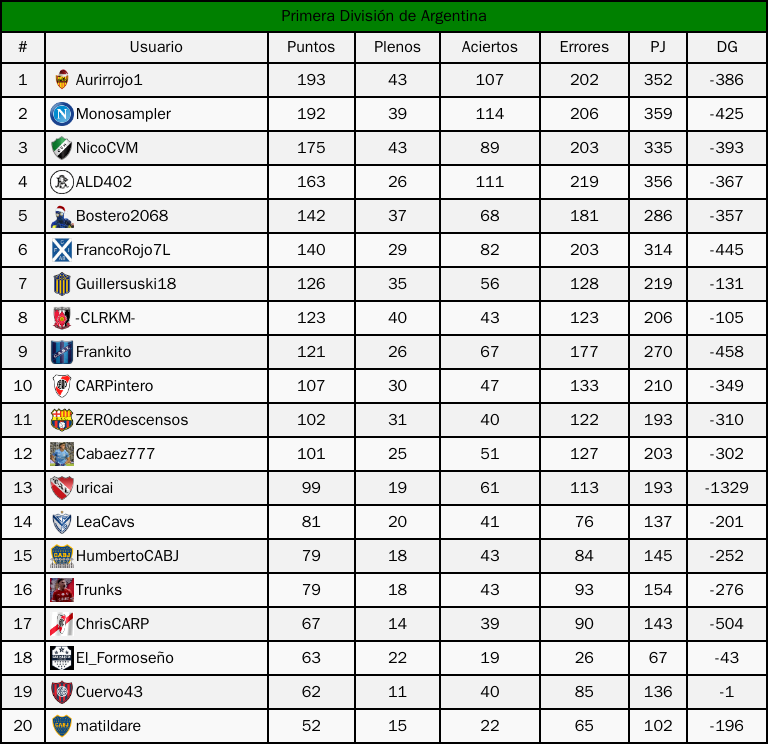 Primera División de Argentina
# Usuario Puntos Plenos Aciertos Errores PJ DG
1 Aurirrojo1 193 43 107 202 352 -386
2 Monosampler 192 39 114 206 359 -425
3 NicoCVM 175 43 89 203 335 -393
4 ALD402 163 26 111 219 356 -367
5 Bostero2068 142 37 68 181 286 -357
6 FrancoRojo7L 140 29 82 203 314 -445
7 Guillersuski18 126 35 56 128 219 -131
8 -CLRKM- 123 40 43 123 206 -105
9 Frankito 121 26 67 177 270 -458
10 CARPintero 107 30 47 133 210 -349
11 ZER0descensos 102 31 40 122 193 -310
12 Cabaez777 101 25 51 127 203 -302
13 uricai 99 19 61 113 193 -1329
14 LeaCavs 81 20 41 76 137 -201
15 HumbertoCABJ 79 18 43 84 145 -252
16 Trunks 79 18 43 93 154 -276
17 ChrisCARP 67 14 39 90 143 -504
18 El_Formoseño 63 22 19 26 67 -43
19 Cuervo43 62 11 40 85 136 -1
20 matildare 52 15 22 65 102 -196